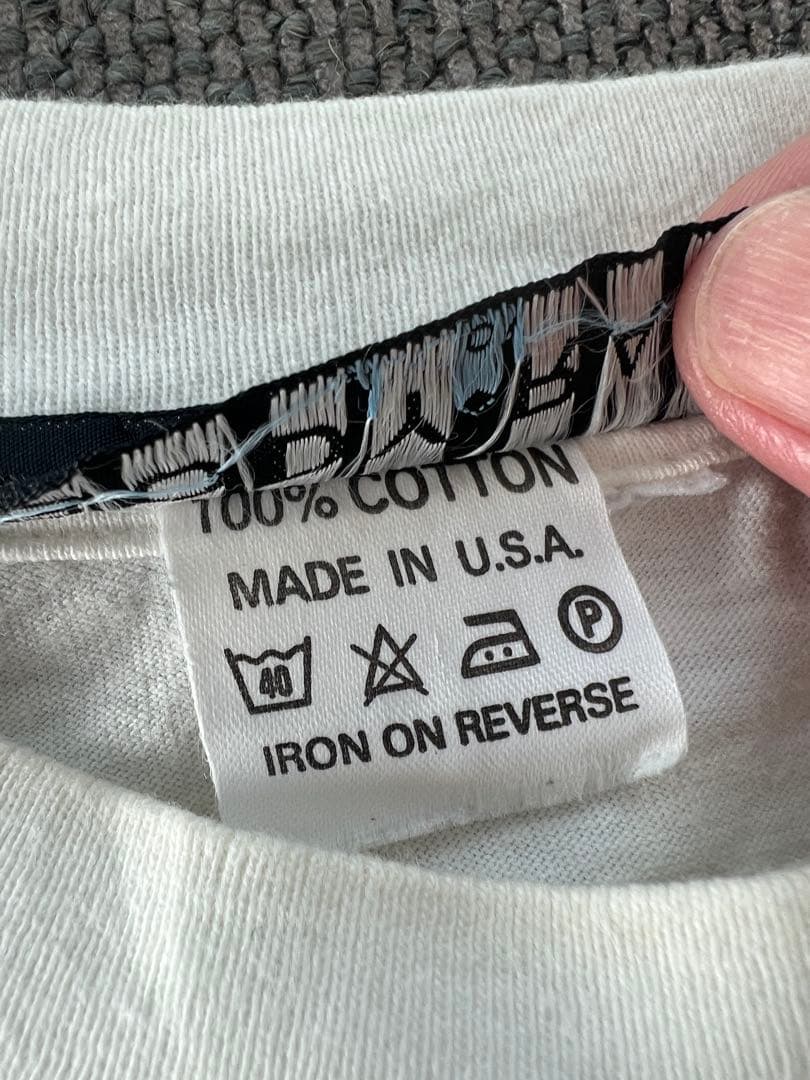 100% COTTON
MADE IN U.S.A.
40 P
IRON ON REVERSE